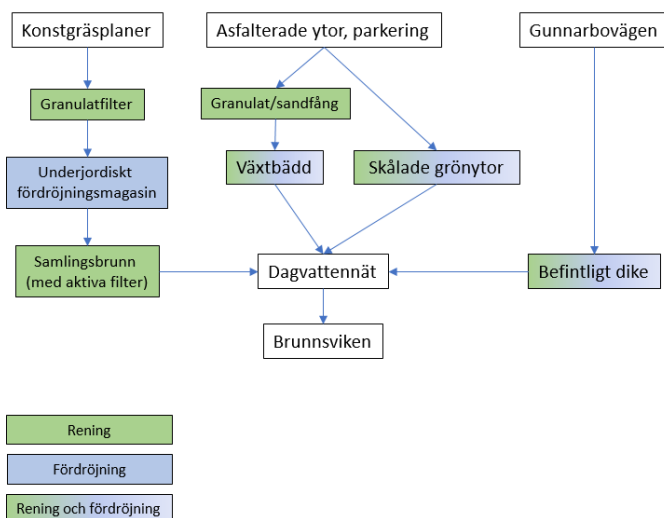 Konstgräsplaner
Asfalterade ytor, parkering
Gunnarbovägen
Granulatfilter
Granulat/sandfång
Underjordiskt
fördröjningsmagasin
Växtbädd
Skålade grönytor
Samlingsbrunn
(med aktiva filter)
Dagvattennät
Befintligt dike
Brunnsviken
Rening
Fördröjning
Rening och fördröjning